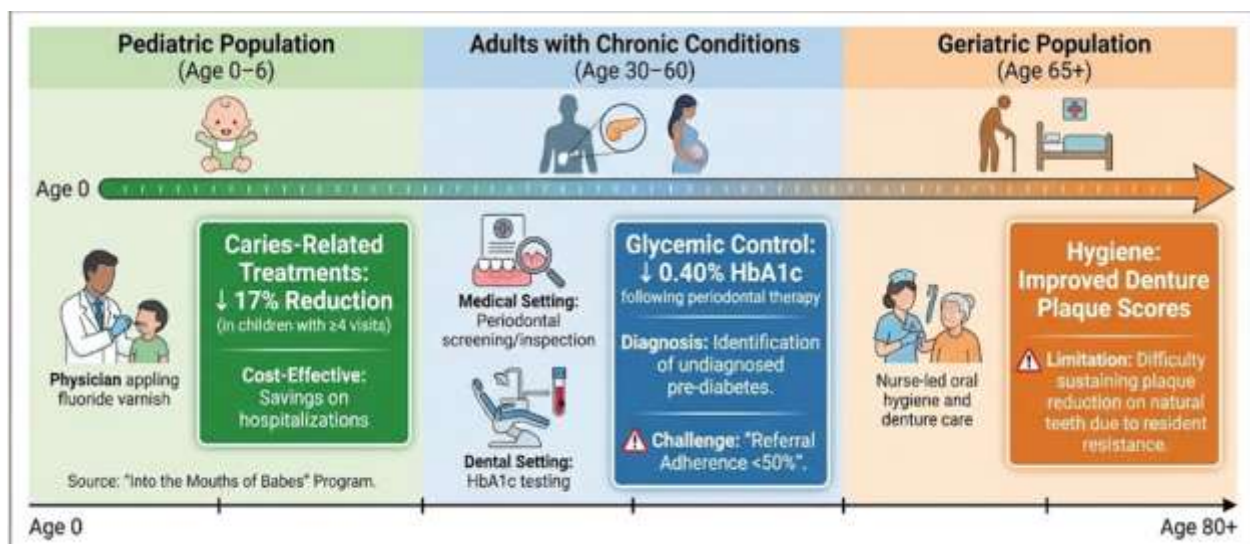 Pediatric Population
(Age 0–6)
Adults with Chronic Conditions
(Age 30–60)
Geriatric Population
(Age 65+)
Age 0
Physician appling
fluoride varnish
Caries-Related
Treatments:
↓ 17% Reduction
(in children with ≥4 visits)
Cost-Effective:
Savings on
hospitalizations
Source: "Into the Mouths of Babes" Program.
Medical Setting:
Periodontal
screening/inspection
Dental Setting:
HbA1c testing
Glycemic Control:
↓ 0.40% HbA1c
following periodontal therapy
Diagnosis: Identification
of undiagnosed
pre-diabetes.
Challenge: "Referral
Adherence <50%".
Nurse-led oral
hygiene and
denture care
Hygiene:
Improved Denture
Plaque Scores
Limitation: Difficulty
sustaining plaque
reduction on natural
teeth due to resident
resistance.
Age 0
Age 80+